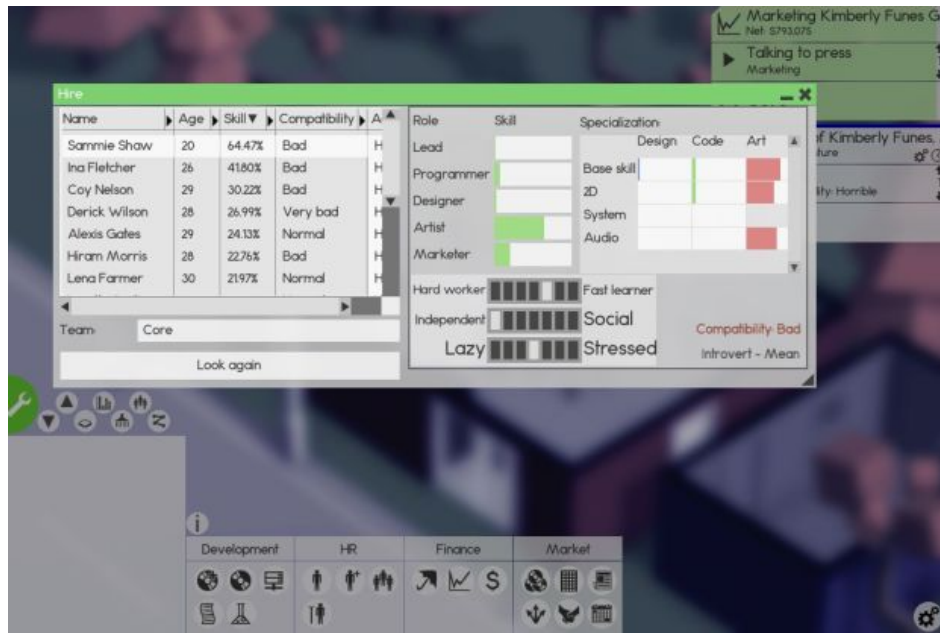 Marketing Kimberly Funes G
Net: $793,075
Talking to press
Marketing
of Kimberly Funes,
ture
lity: Horrible
Hire
Name Age Skill Compatibility A
Sammie Shaw 20 64.47% Bad H
Ina Fletcher 26 41.80% Bad H
Coy Nelson 29 30.22% Bad H
Derick Wilson 28 26.99% Very bad H
Alexis Gates 29 24.13% Normal H
Hiram Morris 28 22.76% Bad H
Lena Farmer 30 21.97% Normal H
Team: Core
Look again
Role Skill Specialization:
Lead
Programmer
Designer
Artist
Marketer
Design Code Art
Base skill
2D
System
Audio
Hard worker Fast learner
Independent Social
Lazy Stressed
Compatibility: Bad
Introvert - Mean
Development HR Finance Market